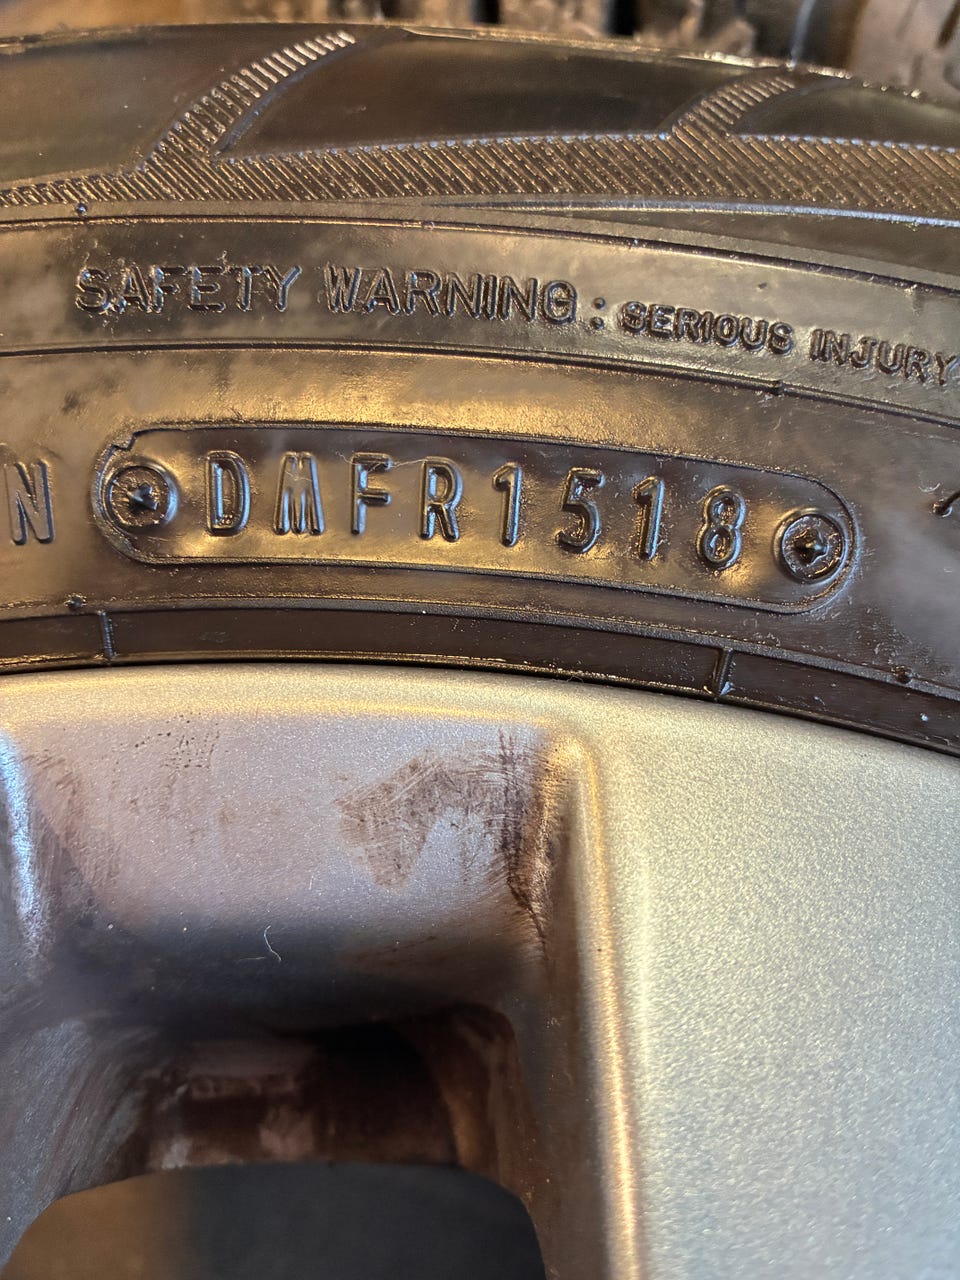 SAFETY WARNING: SERIOUS INJURY
N DMFR1518